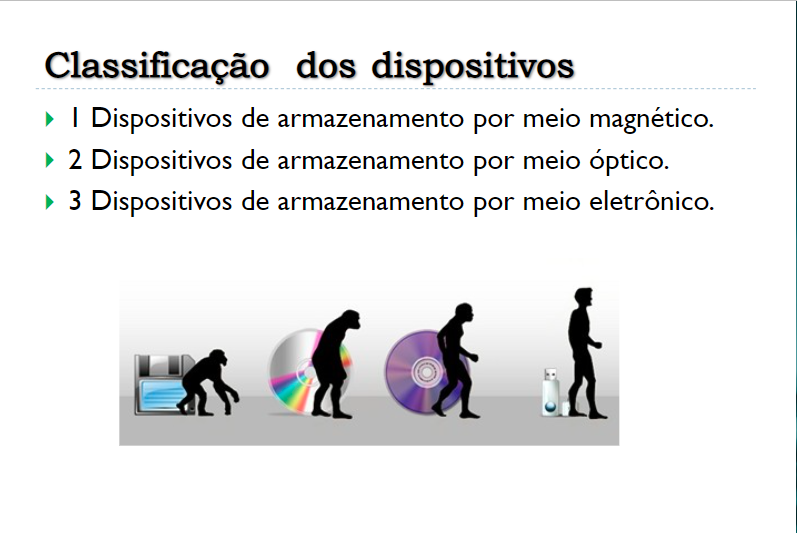 Classificação dos dispositivos
1 Dispositivos de armazenamento por meio magnético.
2 Dispositivos de armazenamento por meio óptico.
3 Dispositivos de armazenamento por meio eletrônico.